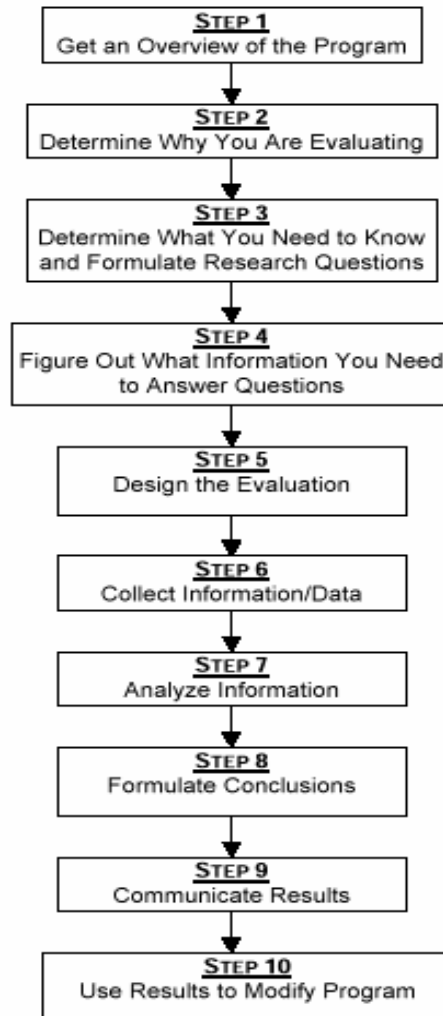 STEP 1
Get an Overview of the Program
STEP 2
Determine Why You Are Evaluating
STEP 3
Determine What You Need to Know
and Formulate Research Questions
STEP 4
Figure Out What Information You Need
to Answer Questions
STEP 5
Design the Evaluation
STEP 6
Collect Information/Data
STEP 7
Analyze Information
STEP 8
Formulate Conclusions
STEP 9
Communicate Results
STEP 10
Use Results to Modify Program